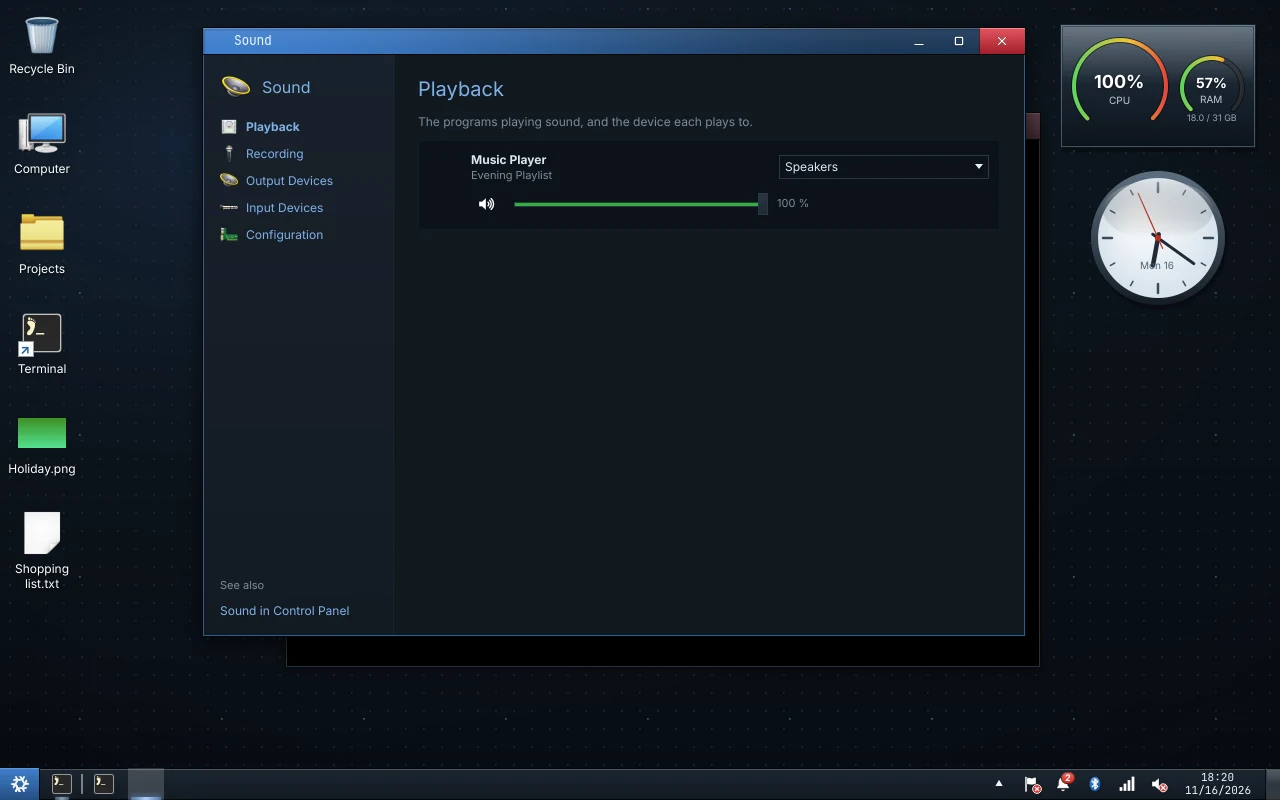 Recycle Bin
Computer
Projects
Terminal
Holiday.png
Shopping
list.txt
Sound
Sound
Playback
Recording
Output Devices
Input Devices
Configuration
See also
Sound in Control Panel
Playback
The programs playing sound, and the device each plays to.
Music Player
Evening Playlist
Speakers
100 %
100%
CPU
57%
RAM
18.0 / 31 GB
Mon 16
2
18:20
11/16/2026